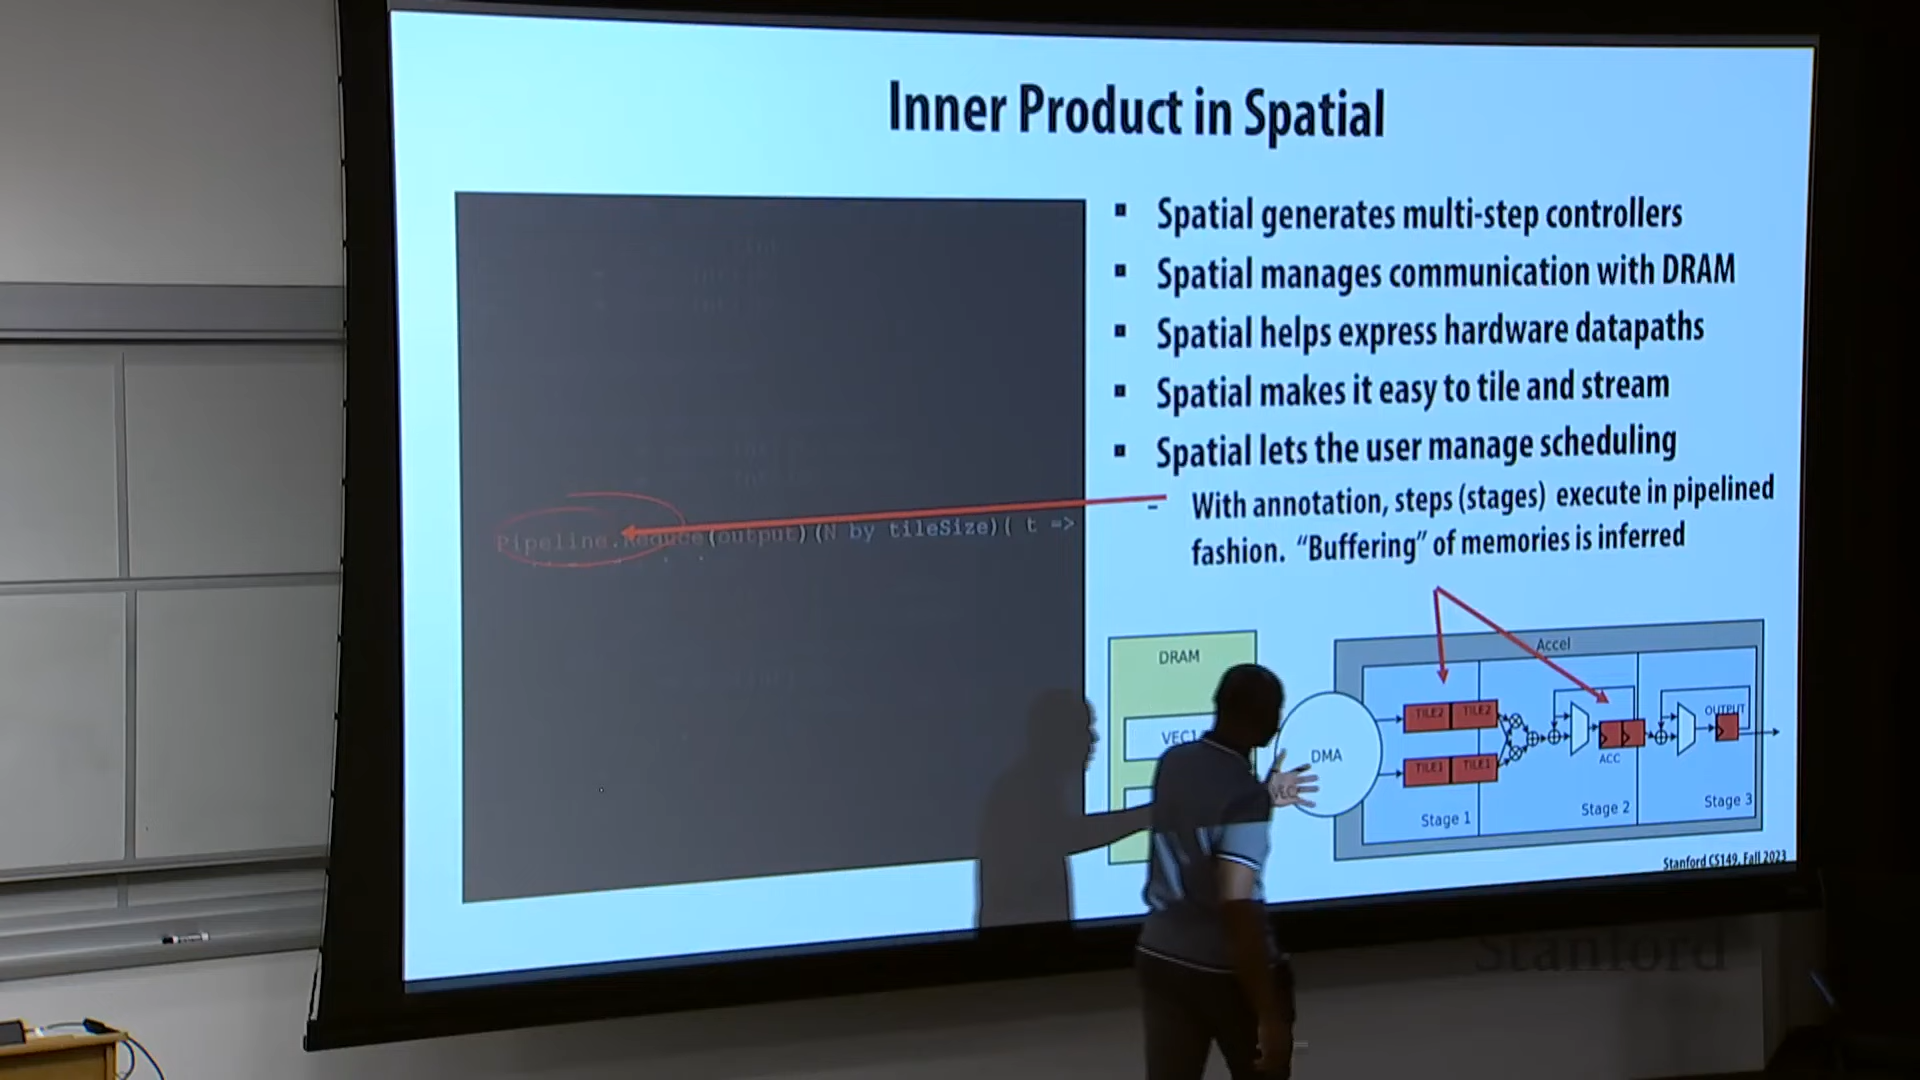 Inner Product in Spatial
▪ Spatial generates multi-step controllers
▪ Spatial manages communication with DRAM
▪ Spatial helps express hardware datapaths
▪ Spatial makes it easy to tile and stream
▪ Spatial lets the user manage scheduling
– With annotation, steps (stages) execute in pipelined
fashion. “Buffering” of memories is inferred
Pipeline.Reduce(output)(N by tileSize){ t =>
DRAM
VEC1
DMA
Accel
TILE2 TILE2
TILE1 TILE1
ACC
OUTPUT
Stage 1
Stage 2
Stage 3
Stanford CS149, Fall 2023
Stanford